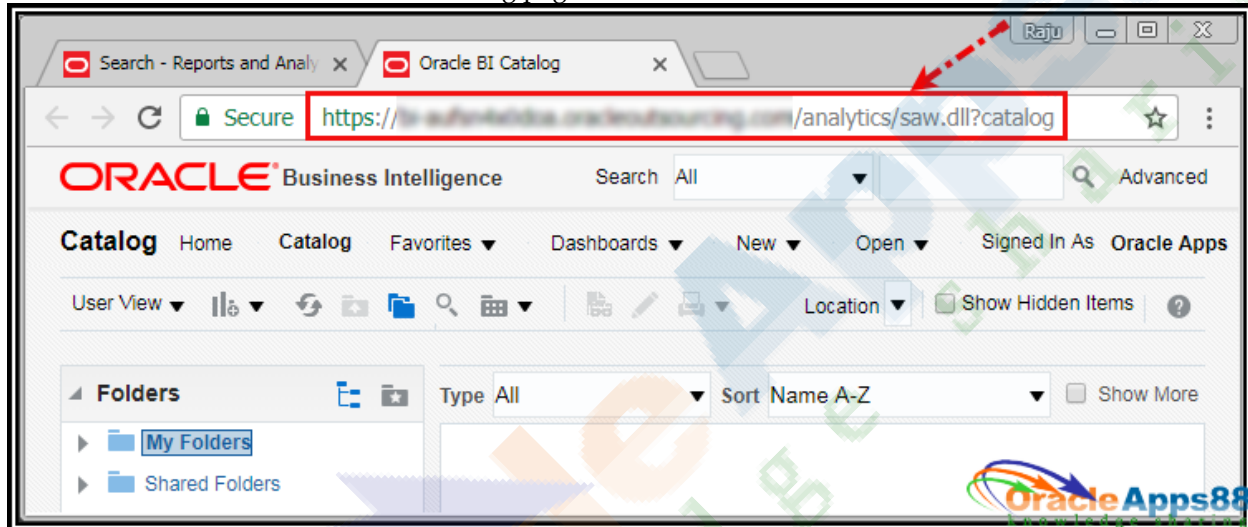 Raju
Search - Reports and Analy Oracle BI Catalog
Secure https:// /analytics/saw.dll?catalog
ORACLE Business Intelligence Search All Advanced
Catalog Home Catalog Favorites Dashboards New Open Signed In As Oracle Apps
User View Location Show Hidden Items
Folders Type All Sort Name A-Z Show More
My Folders
Shared Folders
OracleApps88